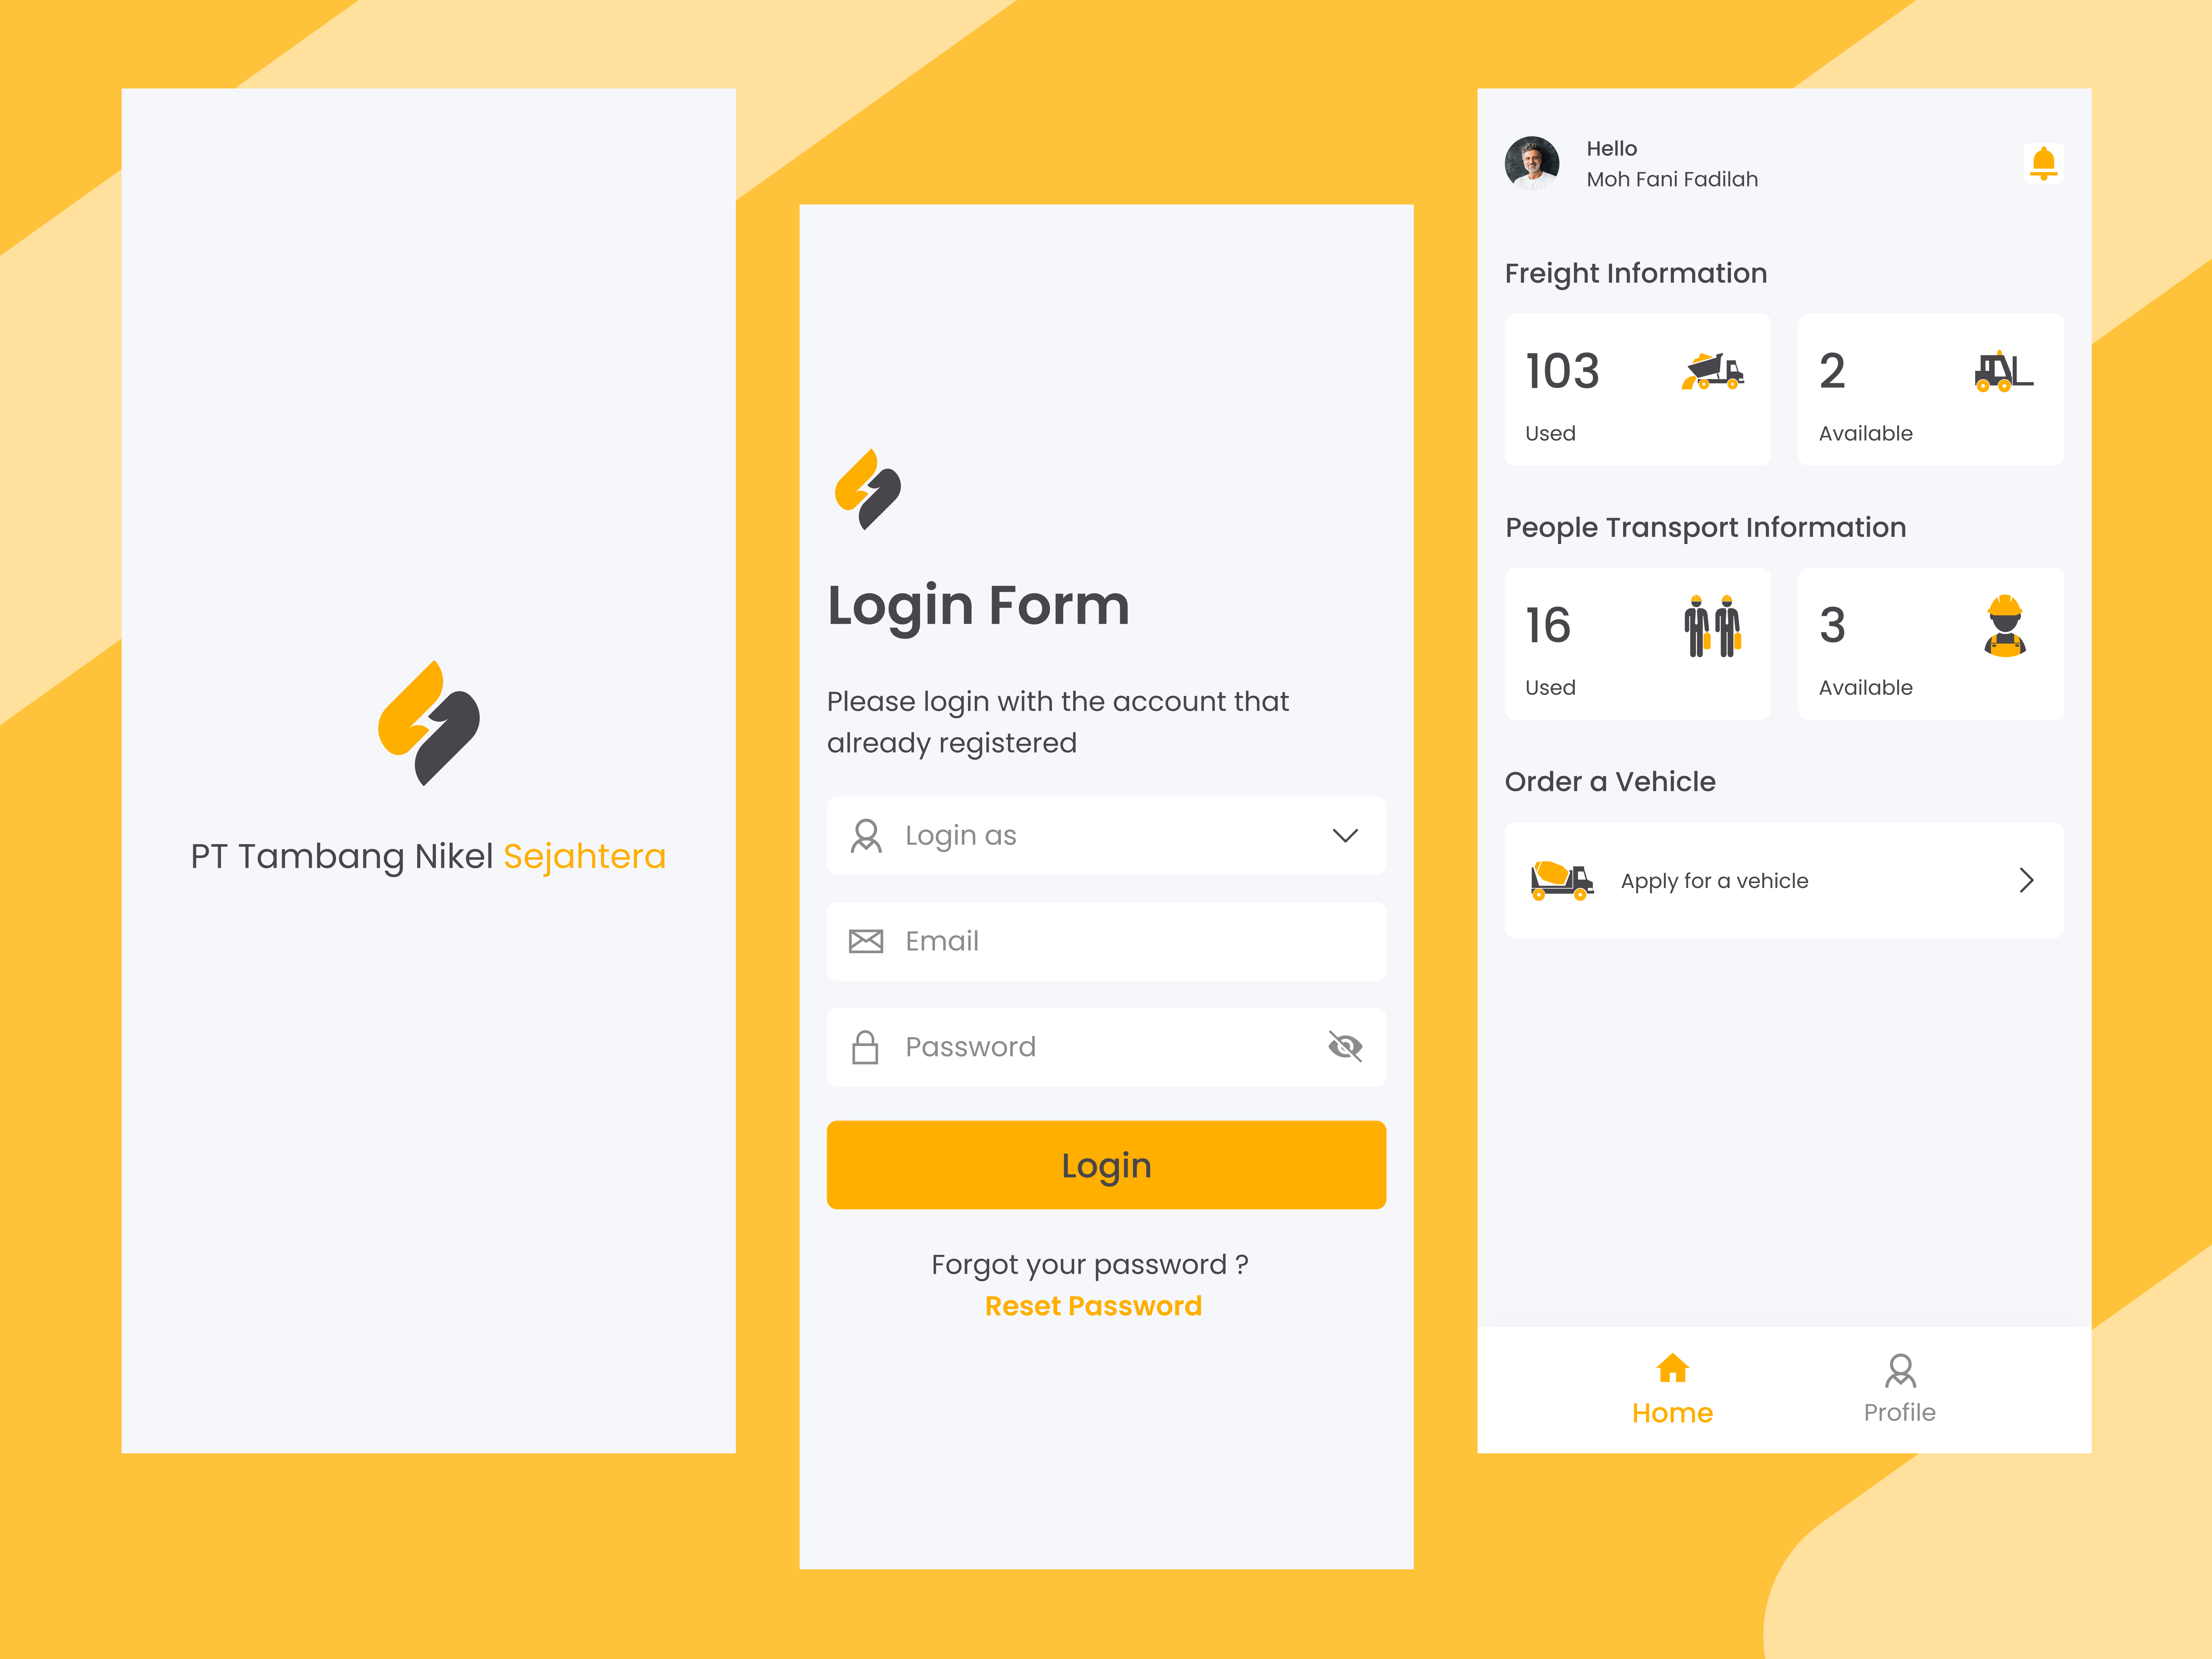 PT Tambang Nikel Sejahtera
Login Form
Please login with the account that
already registered
Login as
Email
Password
Login
Forgot your password ?
Reset Password
Hello
Moh Fani Fadilah
Freight Information
103
Used
2
Available
People Transport Information
16
Used
3
Available
Order a Vehicle
Apply for a vehicle
Home
Profile